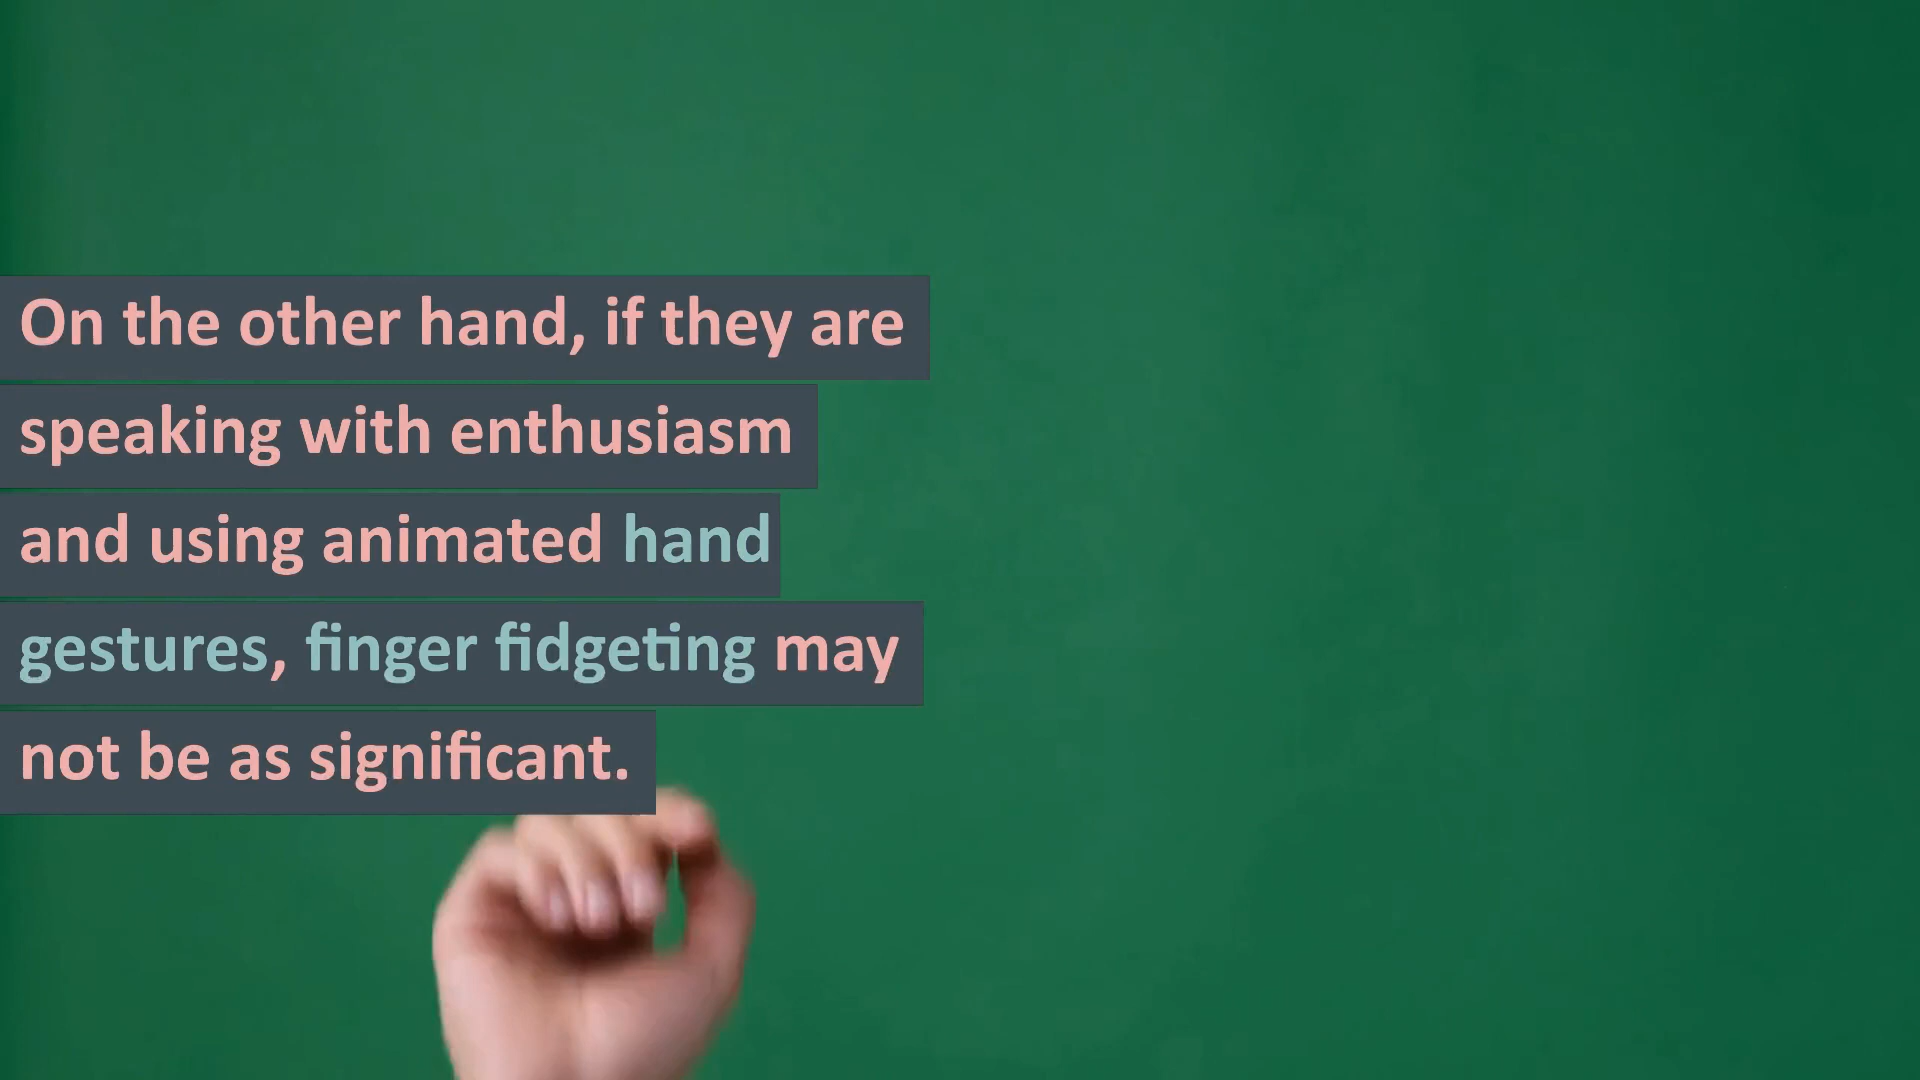 On the other hand, if they are
speaking with enthusiasm
and using animated hand
gestures, finger fidgeting may
not be as significant.